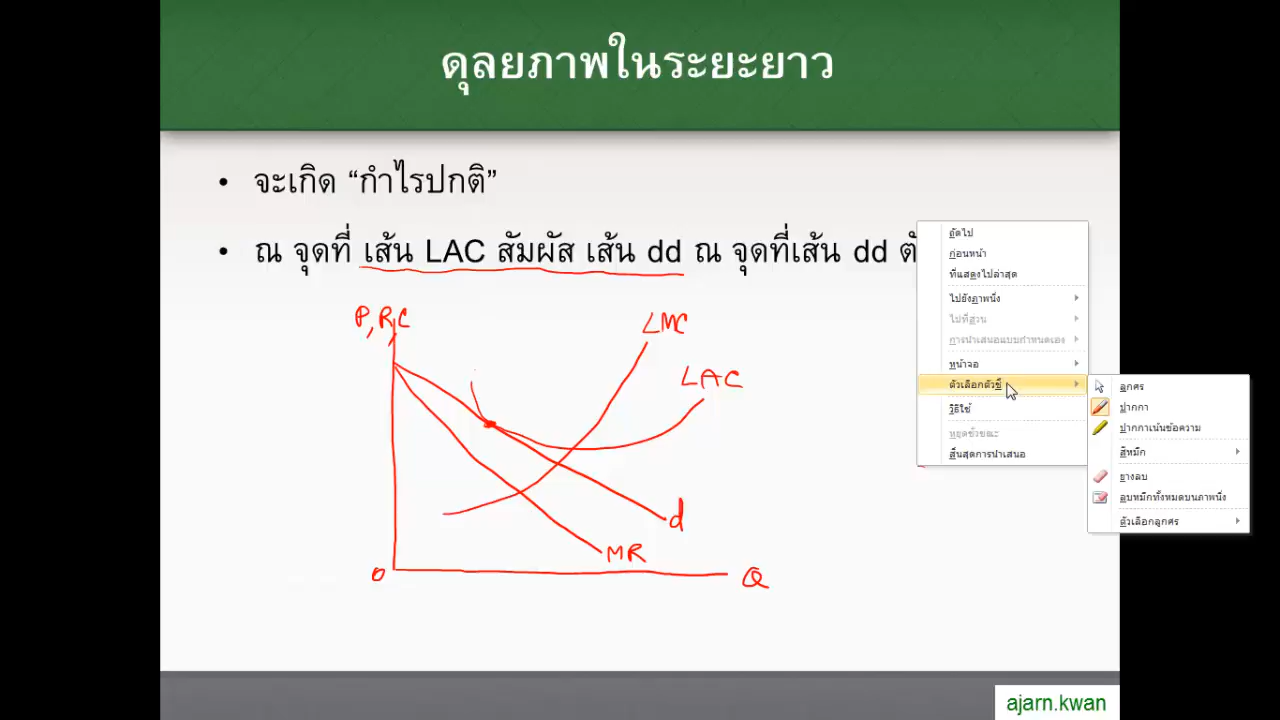 ดุลยภาพในระยะยาว
• จะเกิด “กำไรปกติ”
• ณ จุดที่ เส้น LAC สัมผัส เส้น dd ณ จุดที่เส้น dd ตั
P,R,C
LMC
LAC
d
MR
O
Q
ถัดไป
ก่อนหน้า
ที่แสดงไปล่าสุด
ไปยังภาพนิ่ง
ไปที่ส่วน
การนำเสนอแบบกำหนดเอง
หน้าจอ
ตัวเลือกตัวชี้
วิธีใช้
หยุดชั่วขณะ
สิ้นสุดการนำเสนอ
ลูกศร
ปากกา
ปากกาเน้นข้อความ
สีหมึก
ยางลบ
ลบหมึกทั้งหมดบนภาพนิ่ง
ตัวเลือกลูกศร
ajarn.kwan